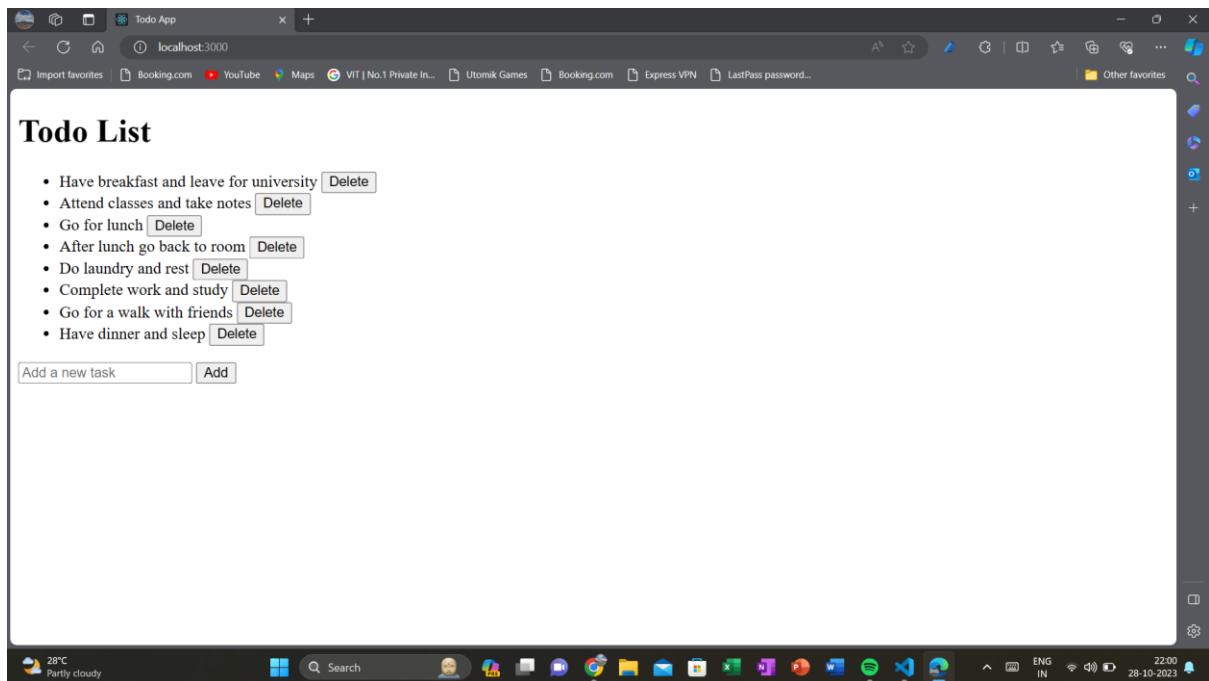 Todo App
localhost:3000
Import favorites Booking.com YouTube Maps VIT | No.1 Private In... Utomik Games Booking.com Express VPN LastPass password... Other favorites
Todo List
Have breakfast and leave for university Delete
Attend classes and take notes Delete
Go for lunch Delete
After lunch go back to room Delete
Do laundry and rest Delete
Complete work and study Delete
Go for a walk with friends Delete
Have dinner and sleep Delete
Add a new task Add
28°C
Partly cloudy
Search
ENG
IN
22:00
28-10-2023